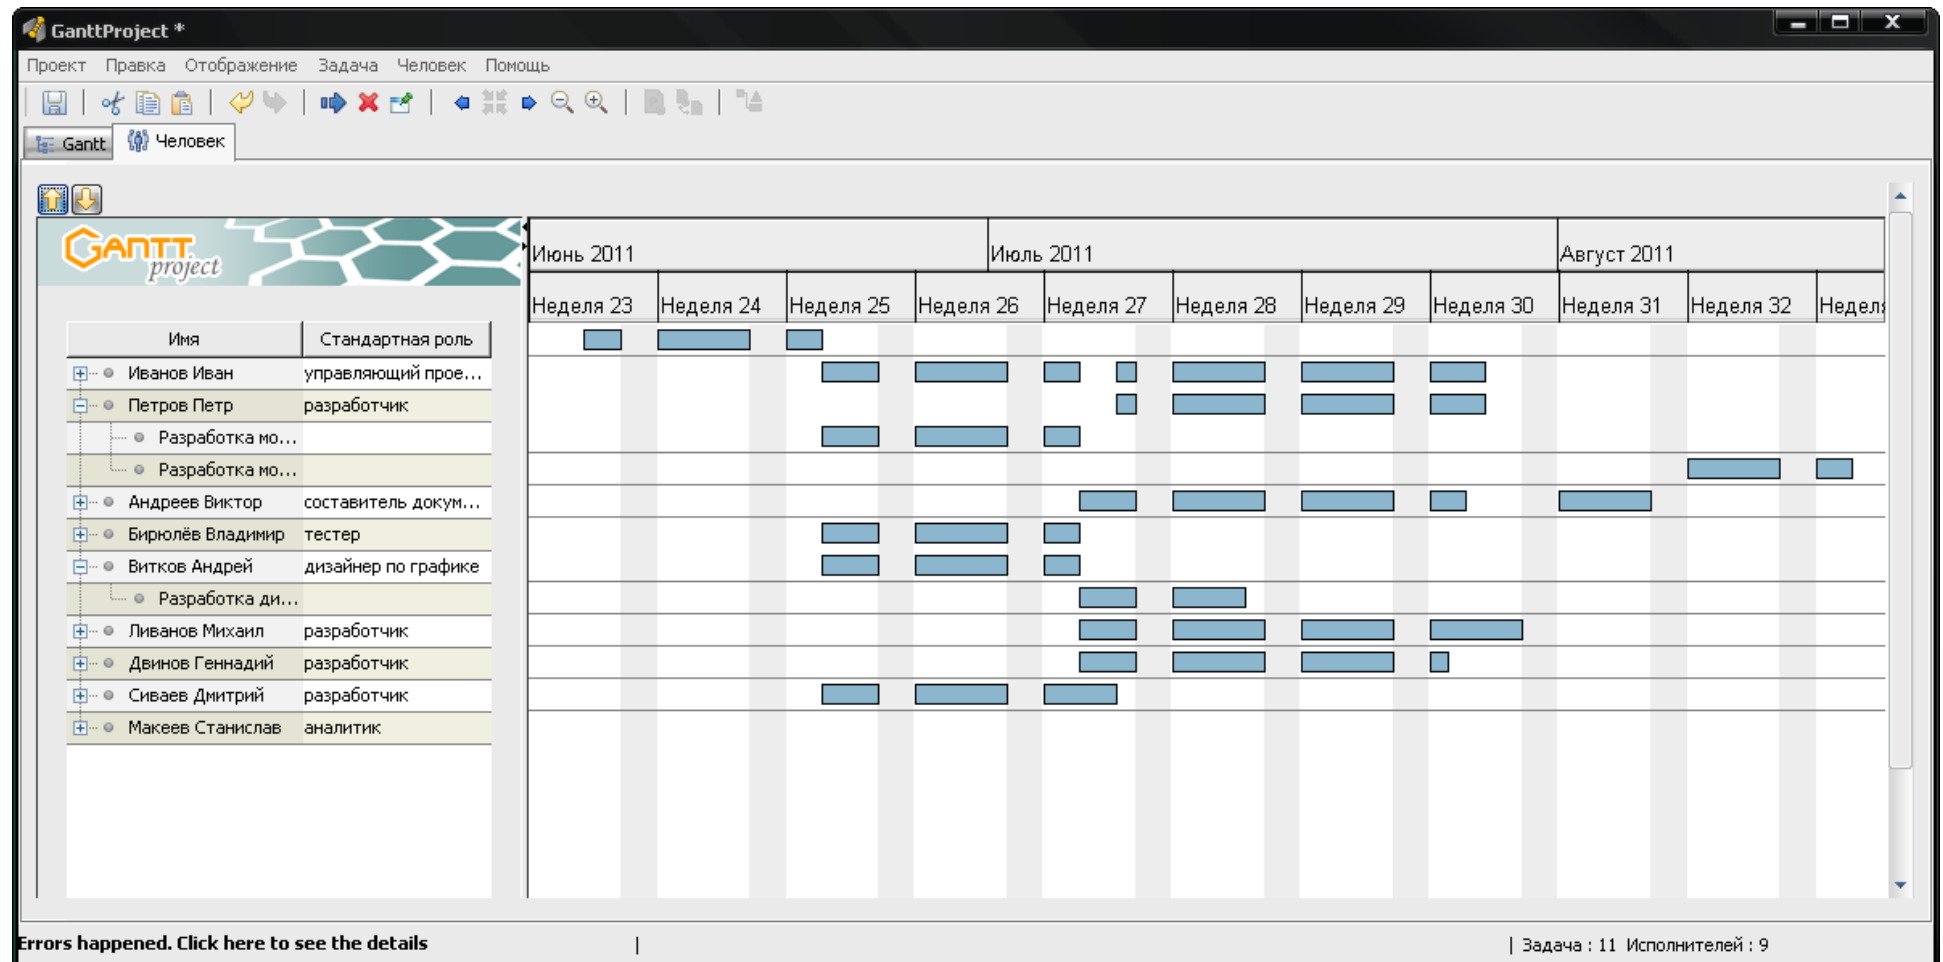 GanttProject *
Проект Правка Отображение Задача Человек Помощь
Gantt Человек
GANTT project
Июнь 2011 Июль 2011 Август 2011
Неделя 23 Неделя 24 Неделя 25 Неделя 26 Неделя 27 Неделя 28 Неделя 29 Неделя 30 Неделя 31 Неделя 32 Неделя
Имя Стандартная роль
Иванов Иван управляющий прое...
Петров Петр разработчик
Разработка мо...
Разработка мо...
Андреев Виктор составитель докум...
Бирюлёв Владимир тестер
Витков Андрей дизайнер по графике
Разработка ди...
Ливанов Михаил разработчик
Двинов Геннадий разработчик
Сиваев Дмитрий разработчик
Макеев Станислав аналитик
Errors happened. Click here to see the details
Задача : 11 Исполнителей : 9